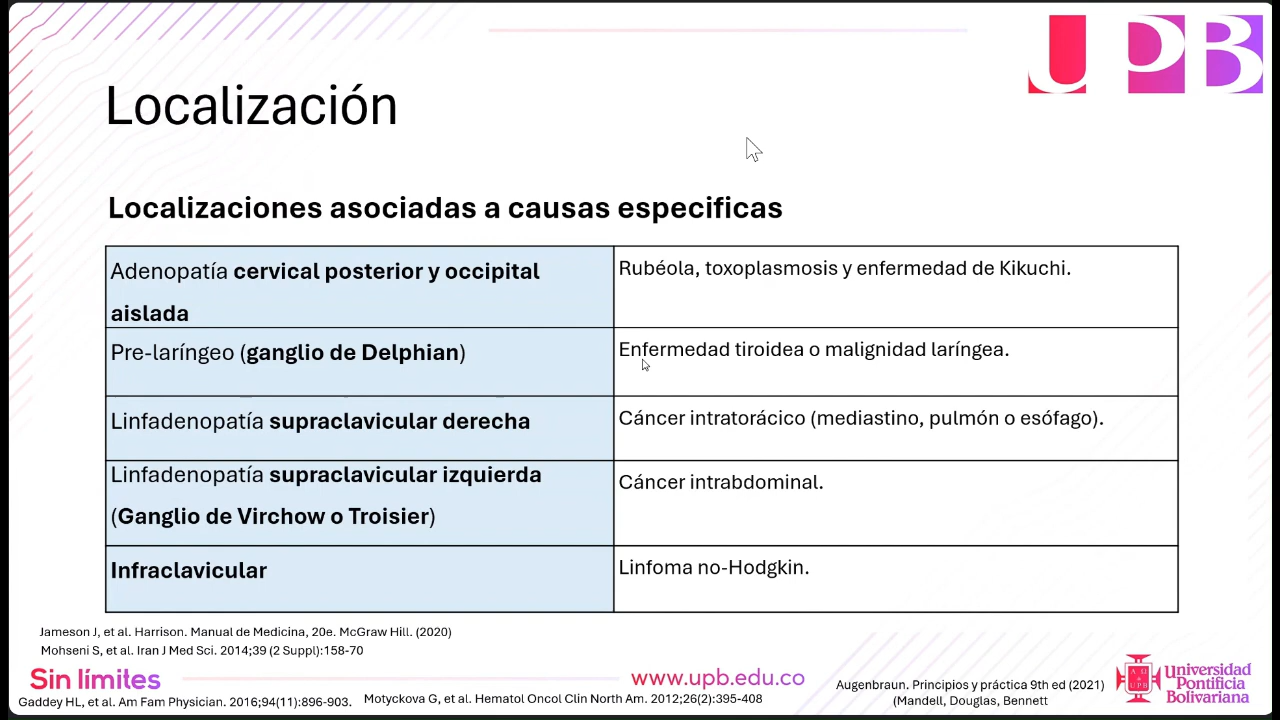 UPB
Localización
Localizaciones asociadas a causas especificas
Adenopatía cervical posterior y occipital
aislada
Rubéola, toxoplasmosis y enfermedad de Kikuchi.
Pre-laríngeo (ganglio de Delphian)
Enfermedad tiroidea o malignidad laríngea.
Linfadenopatía supraclavicular derecha
Cáncer intratorácico (mediastino, pulmón o esófago).
Linfadenopatía supraclavicular izquierda
(Ganglio de Virchow o Troisier)
Cáncer intrabdominal.
Infraclavicular
Linfoma no-Hodgkin.
Jameson J, et al. Harrison. Manual de Medicina, 20e. McGraw Hill. (2020)
Mohseni S, et al. Iran J Med Sci. 2014;39 (2 Suppl):158-70
Sin límites
Gaddey HL, et al. Am Fam Physician. 2016;94(11):896-903.
www.upb.edu.co
Motyckova G, et al. Hematol Oncol Clin North Am. 2012;26(2):395-408
Augenbraun. Principios y práctica 9th ed (2021)
(Mandell, Douglas, Bennett
Universidad
Pontificia
Bolivariana